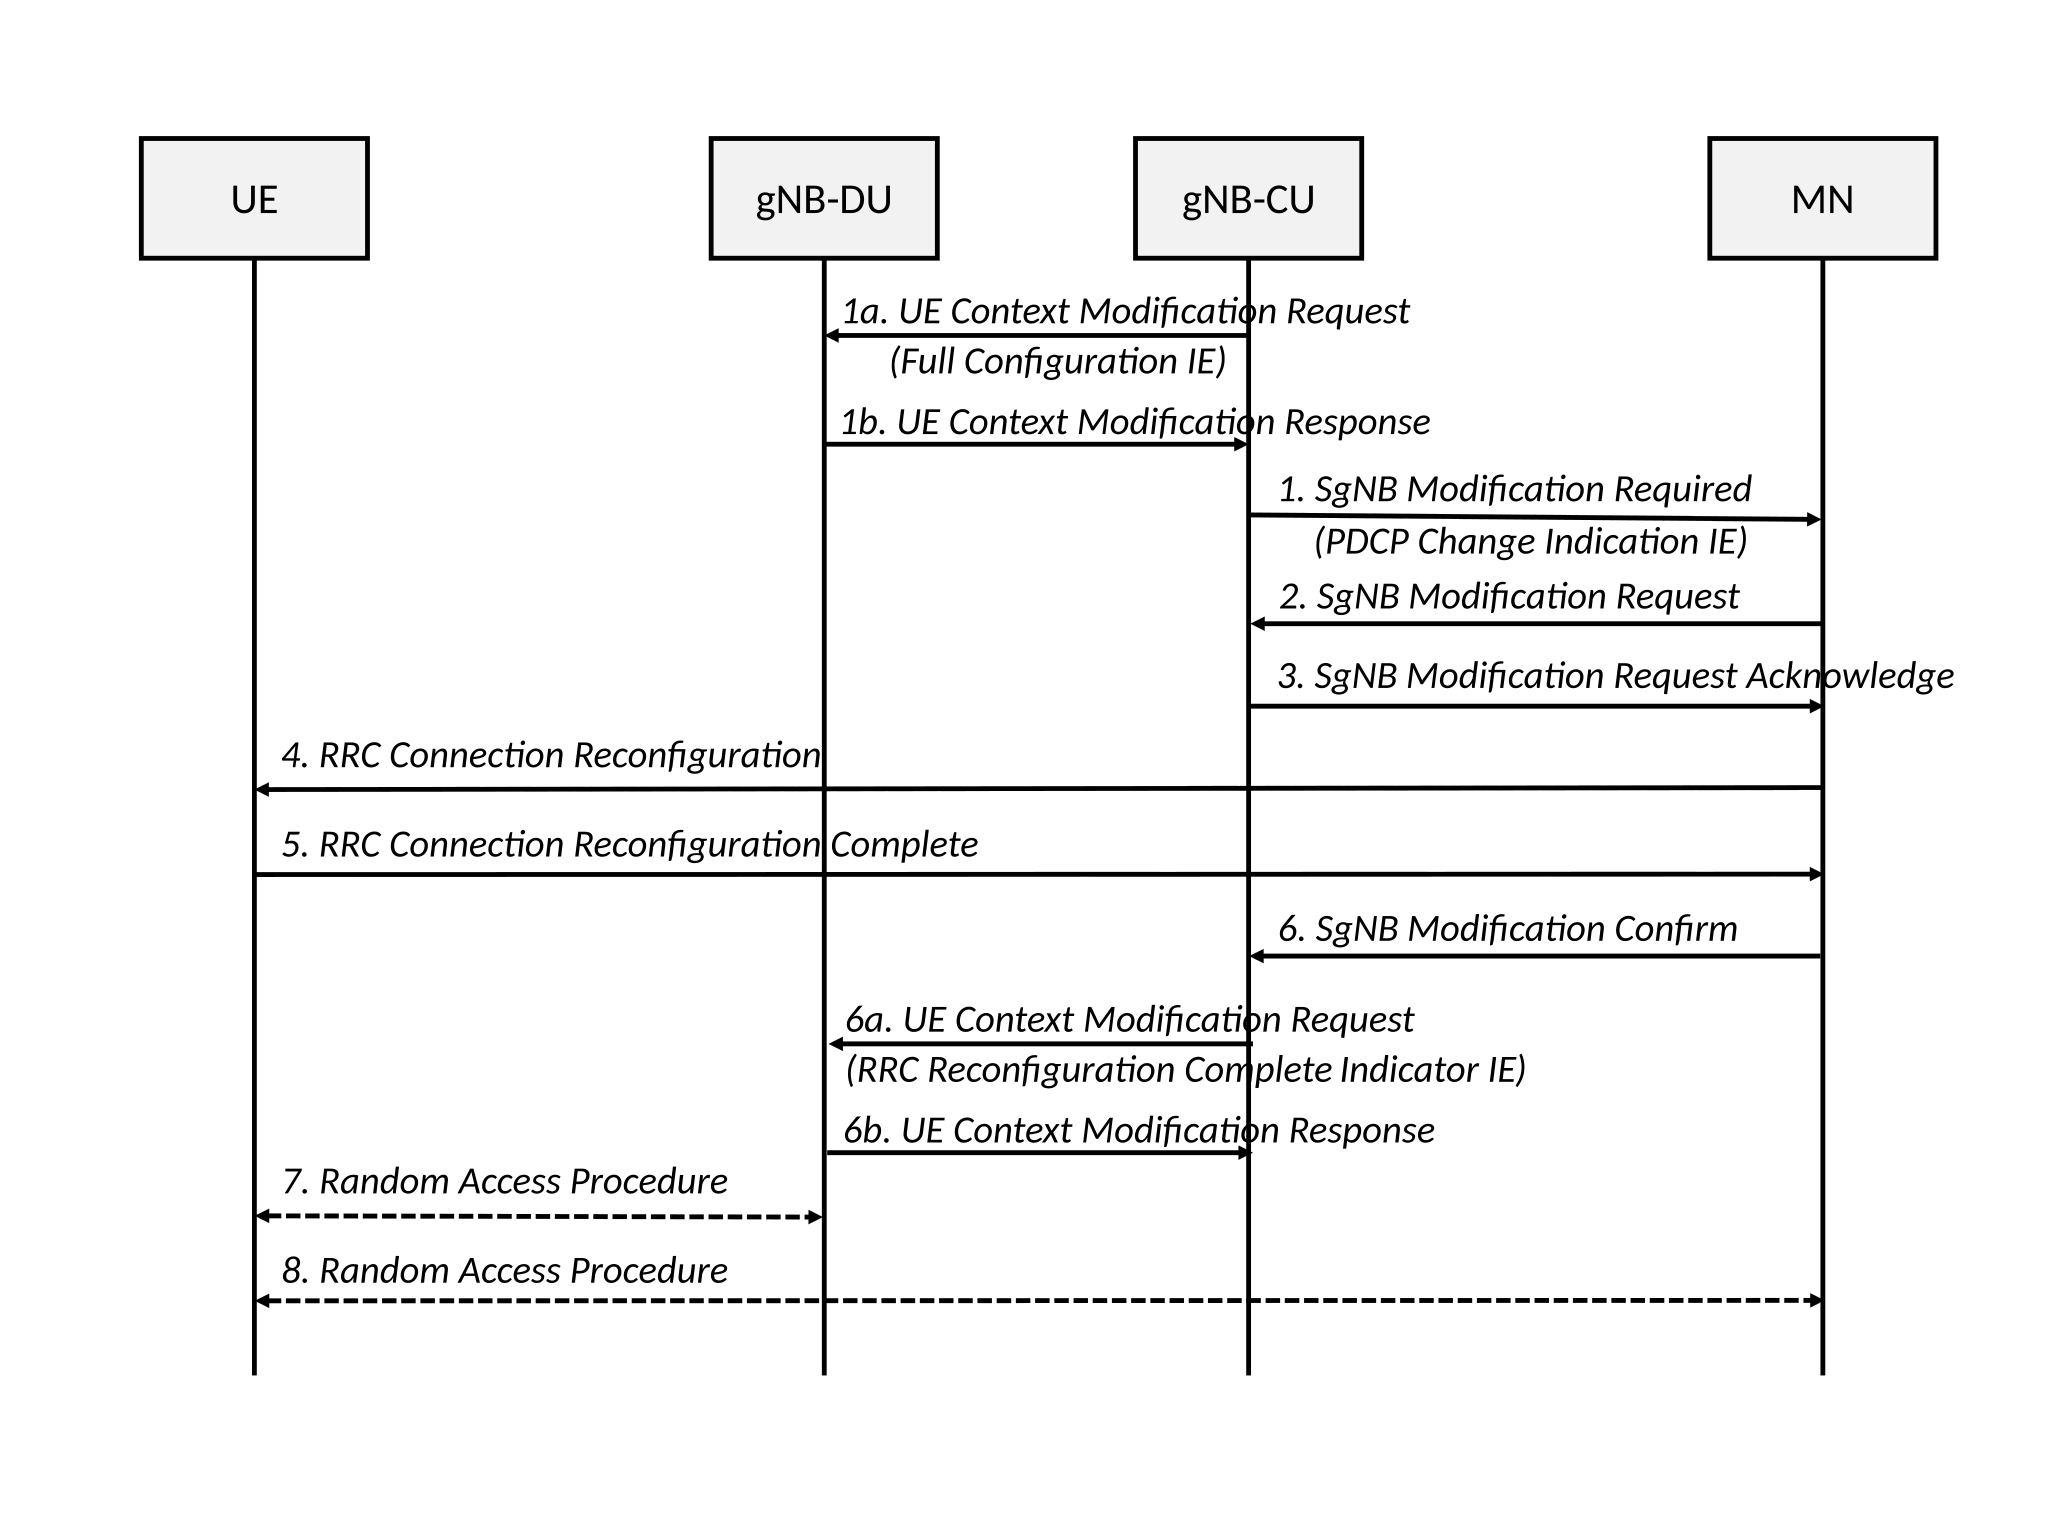 UE
gNB-DU
gNB-CU
MN
1a. UE Context Modification Request
(Full Configuration IE)
1b. UE Context Modification Response
1. SgNB Modification Required
(PDCP Change Indication IE)
2. SgNB Modification Request
3. SgNB Modification Request Acknowledge
4. RRC Connection Reconfiguration
5. RRC Connection Reconfiguration Complete
6. SgNB Modification Confirm
6a. UE Context Modification Request
(RRC Reconfiguration Complete Indicator IE)
6b. UE Context Modification Response
7. Random Access Procedure
8. Random Access Procedure